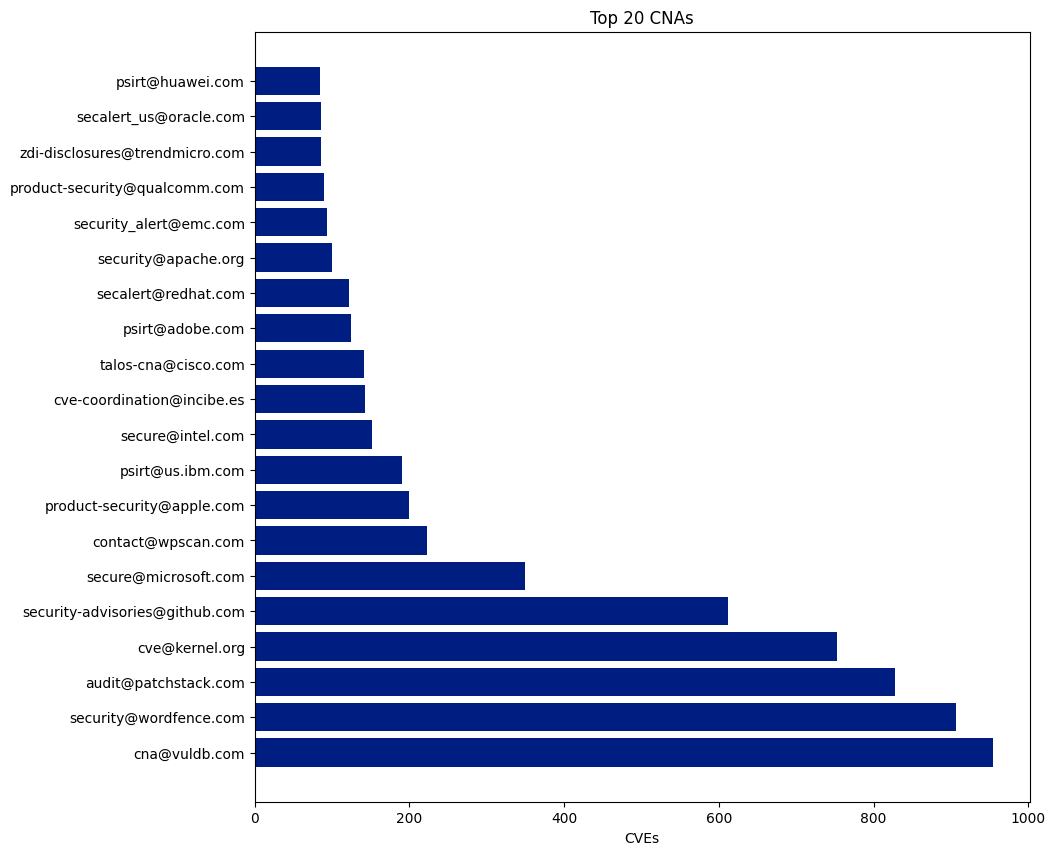 Top 20 CNAs
psirt@huawei.com
secalert_us@oracle.com
zdi-disclosures@trendmicro.com
product-security@qualcomm.com
security_alert@emc.com
security@apache.org
secalert@redhat.com
psirt@adobe.com
talos-cna@cisco.com
cve-coordination@incibe.es
secure@intel.com
psirt@us.ibm.com
product-security@apple.com
contact@wpscan.com
secure@microsoft.com
security-advisories@github.com
cve@kernel.org
audit@patchstack.com
security@wordfence.com
cna@vuldb.com
0 200 400 600 800 1000
CVEs